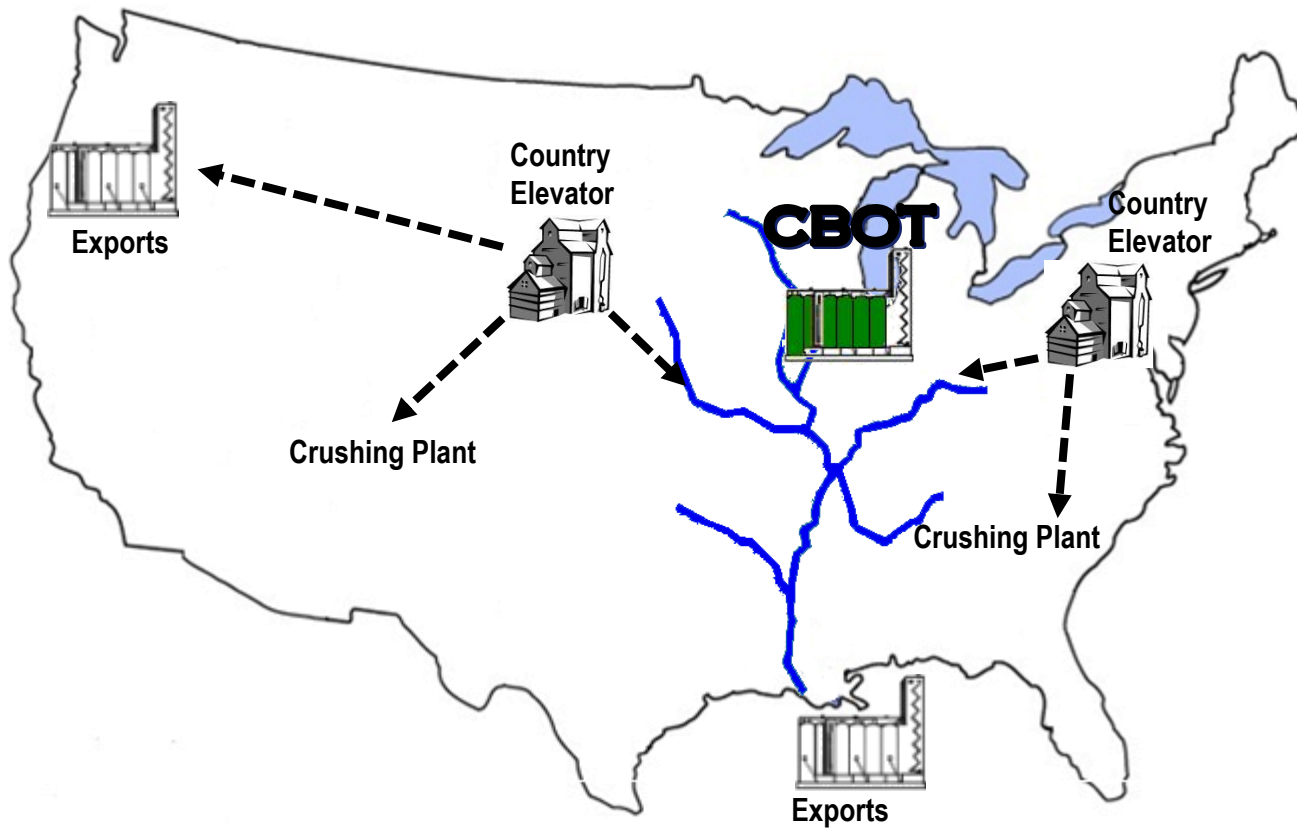 Country
Elevator
CBOT
Country
Elevator
Exports
Crushing Plant
Crushing Plant
Exports